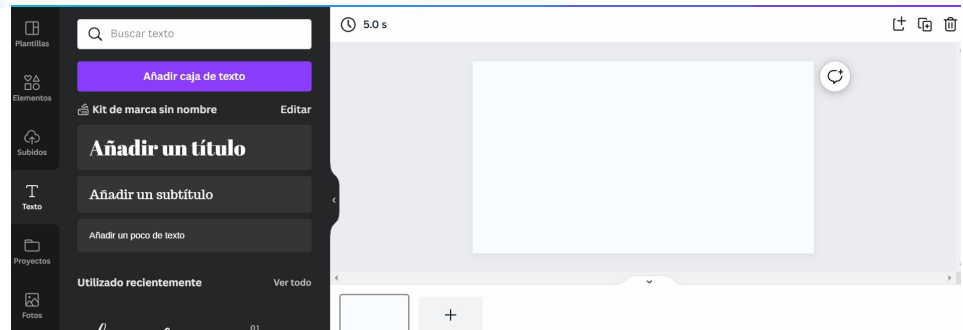 Plantillas
Elementos
Subidos
Texto
Proyectos
Fotos
Buscar texto
Añadir caja de texto
Kit de marca sin nombre Editar
Añadir un título
Añadir un subtítulo
Añadir un poco de texto
Utilizado recientemente Ver todo
01
5.0 s